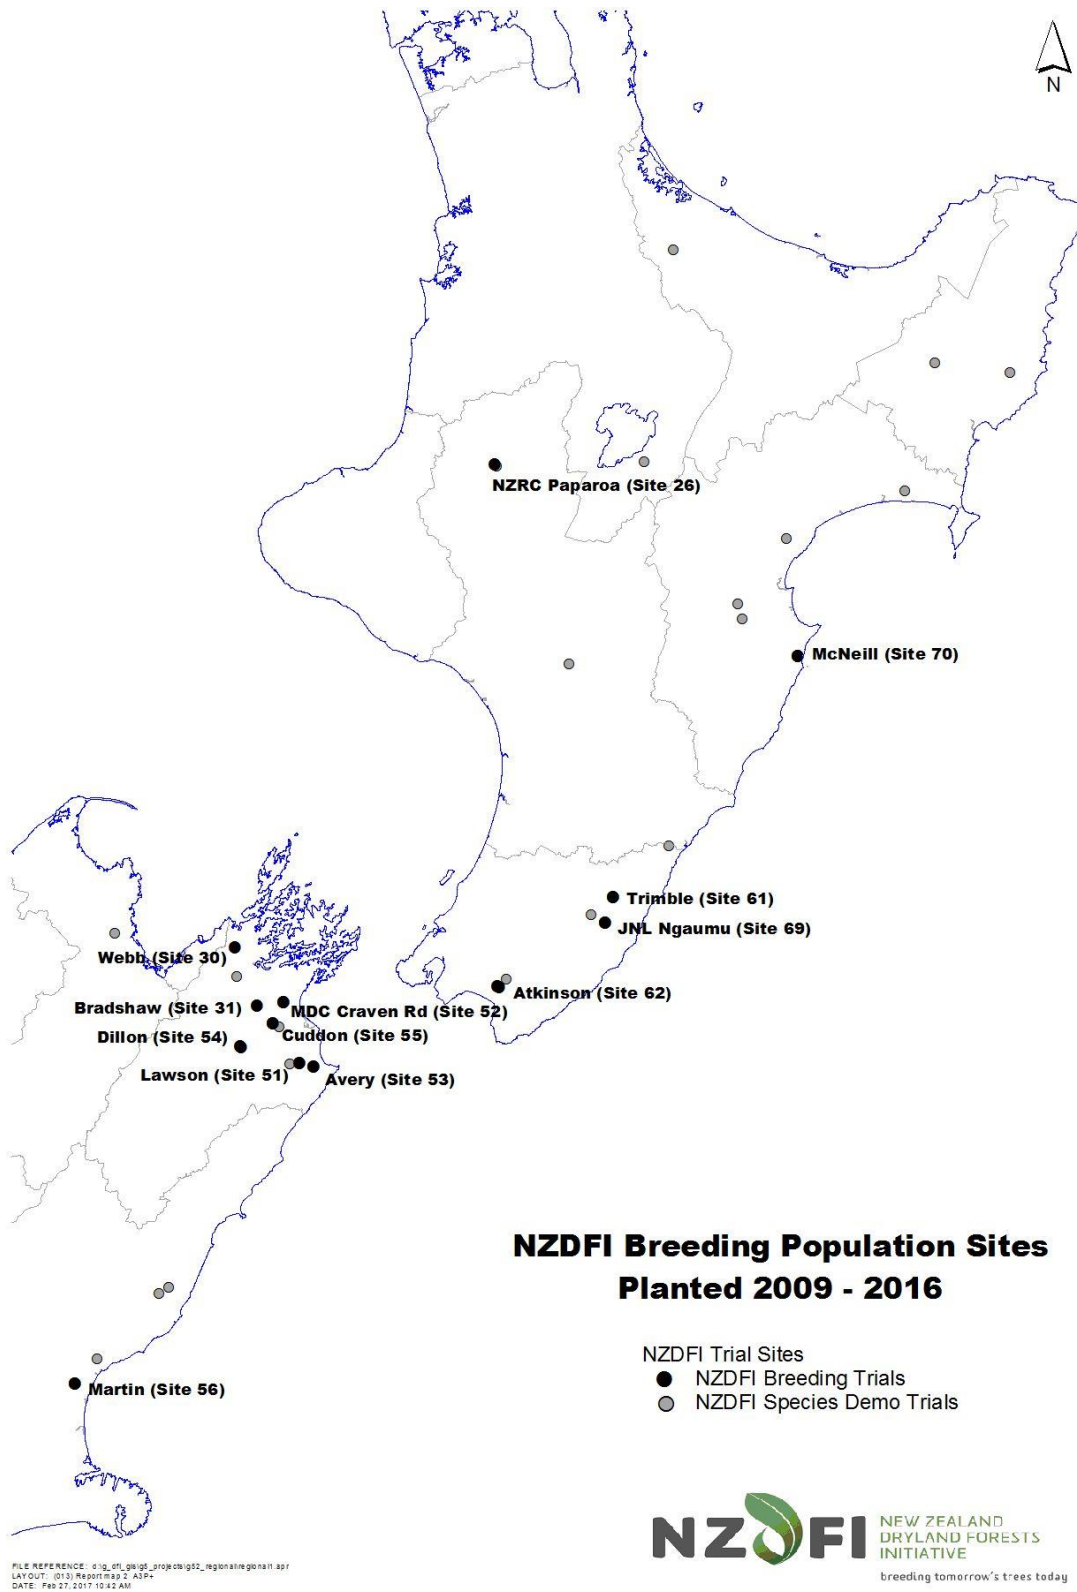 N
NZRC Paparoa (Site 26)
McNeill (Site 70)
Trimble (Site 61)
JNL Ngaumu (Site 69)
Webb (Site 30)
Atkinson (Site 62)
Bradshaw (Site 31)
MDC Craven Rd (Site 52)
Dillon (Site 54)
Cuddon (Site 55)
Lawson (Site 51)
Avery (Site 53)
NZDFI Breeding Population Sites
Planted 2009 - 2016
NZDFI Trial Sites
NZDFI Breeding Trials
NZDFI Species Demo Trials
Martin (Site 56)
NZDFI
NEW ZEALAND
DRYLAND FORESTS
INITIATIVE
breeding tomorrow's trees today
FILE REFERENCE:
LAYOUT: (013) Report map 2 A3P+
DATE: Feb 27, 2017 10:42 AM